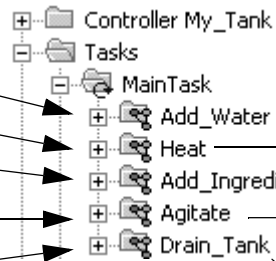 Controller My_Tank
Tasks
MainTask
Add_Water
Heat
Add_Ingredi
Agitate
Drain_Tank